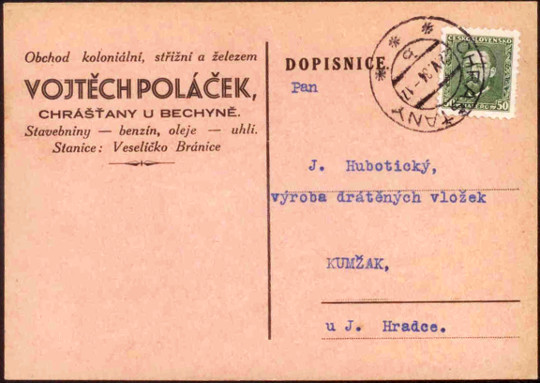 Obchod koloniální, střižní a železem
VOJTĚCH POLÁČEK,
CHRÁŠŤANY U BECHYNĚ.
Stavebniny — benzín, oleje — uhlí.
Stanice: Veselíčko Bránice
DOPISNICE.
Pan
J. Hubotický,
výroba drátěných vložek
KUMŽAK,
u J. Hradce.
ČESKOSLOVENSKO
50